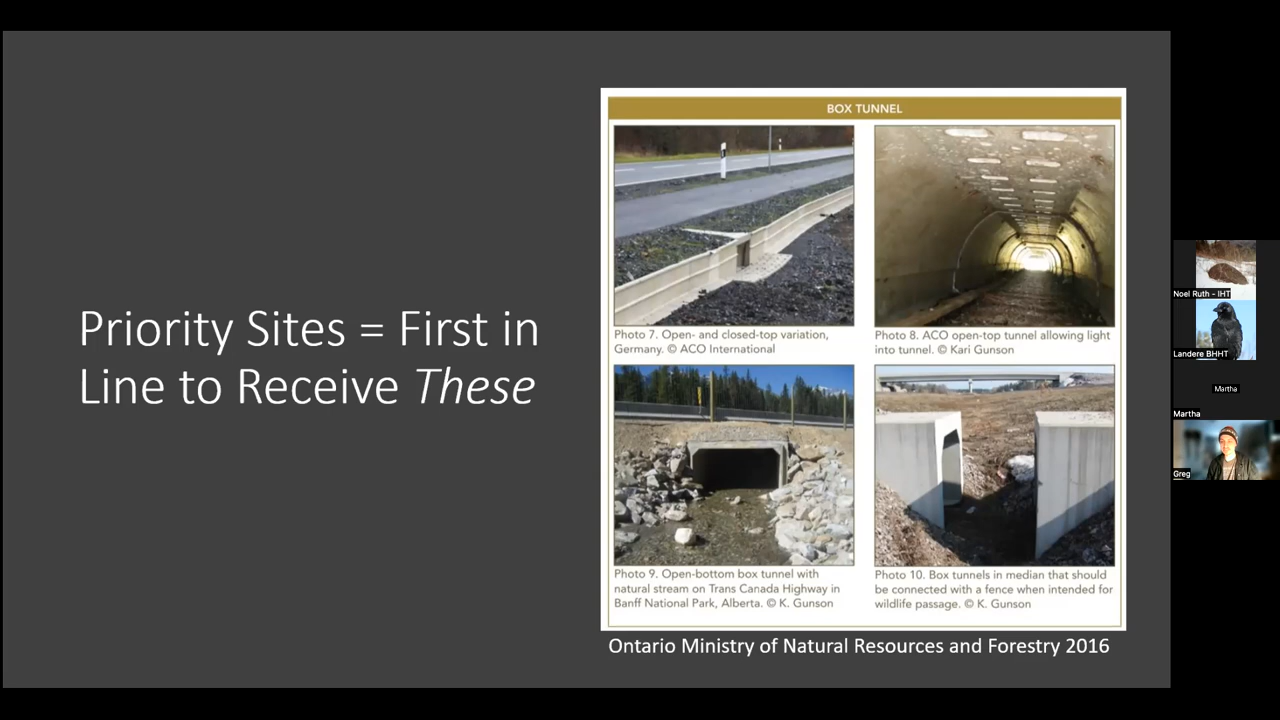 Priority Sites = First in
Line to Receive These
BOX TUNNEL
Photo 7. Open- and closed-top variation,
Germany. © ACO International
Photo 8. ACO open-top tunnel allowing light
into tunnel. © Kari Gunson
Photo 9. Open-bottom box tunnel with
natural stream on Trans Canada Highway in
Banff National Park, Alberta. © K. Gunson
Photo 10. Box tunnels in median that should
be connected with a fence when intended for
wildlife passage. © K. Gunson
Ontario Ministry of Natural Resources and Forestry 2016
Noel Ruth - IHT
Landere BHHT
Martha
Martha
Greg